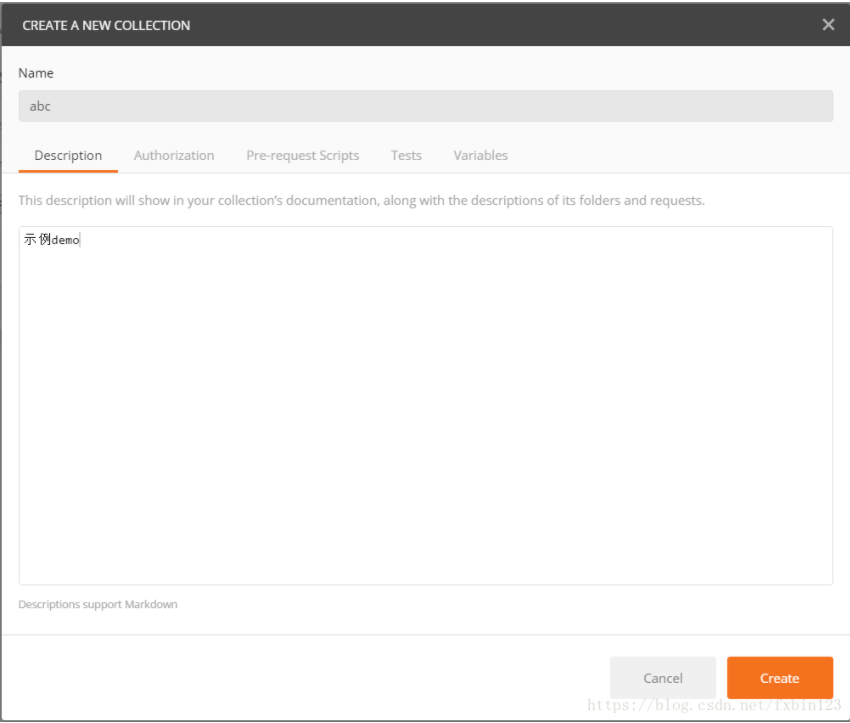 CREATE A NEW COLLECTION
Name
abc
Description Authorization Pre-request Scripts Tests Variables
This description will show in your collection's documentation, along with the descriptions of its folders and requests.
示例demo
Descriptions support Markdown
Cancel Create
https://blog.csdn.net/fxbin123